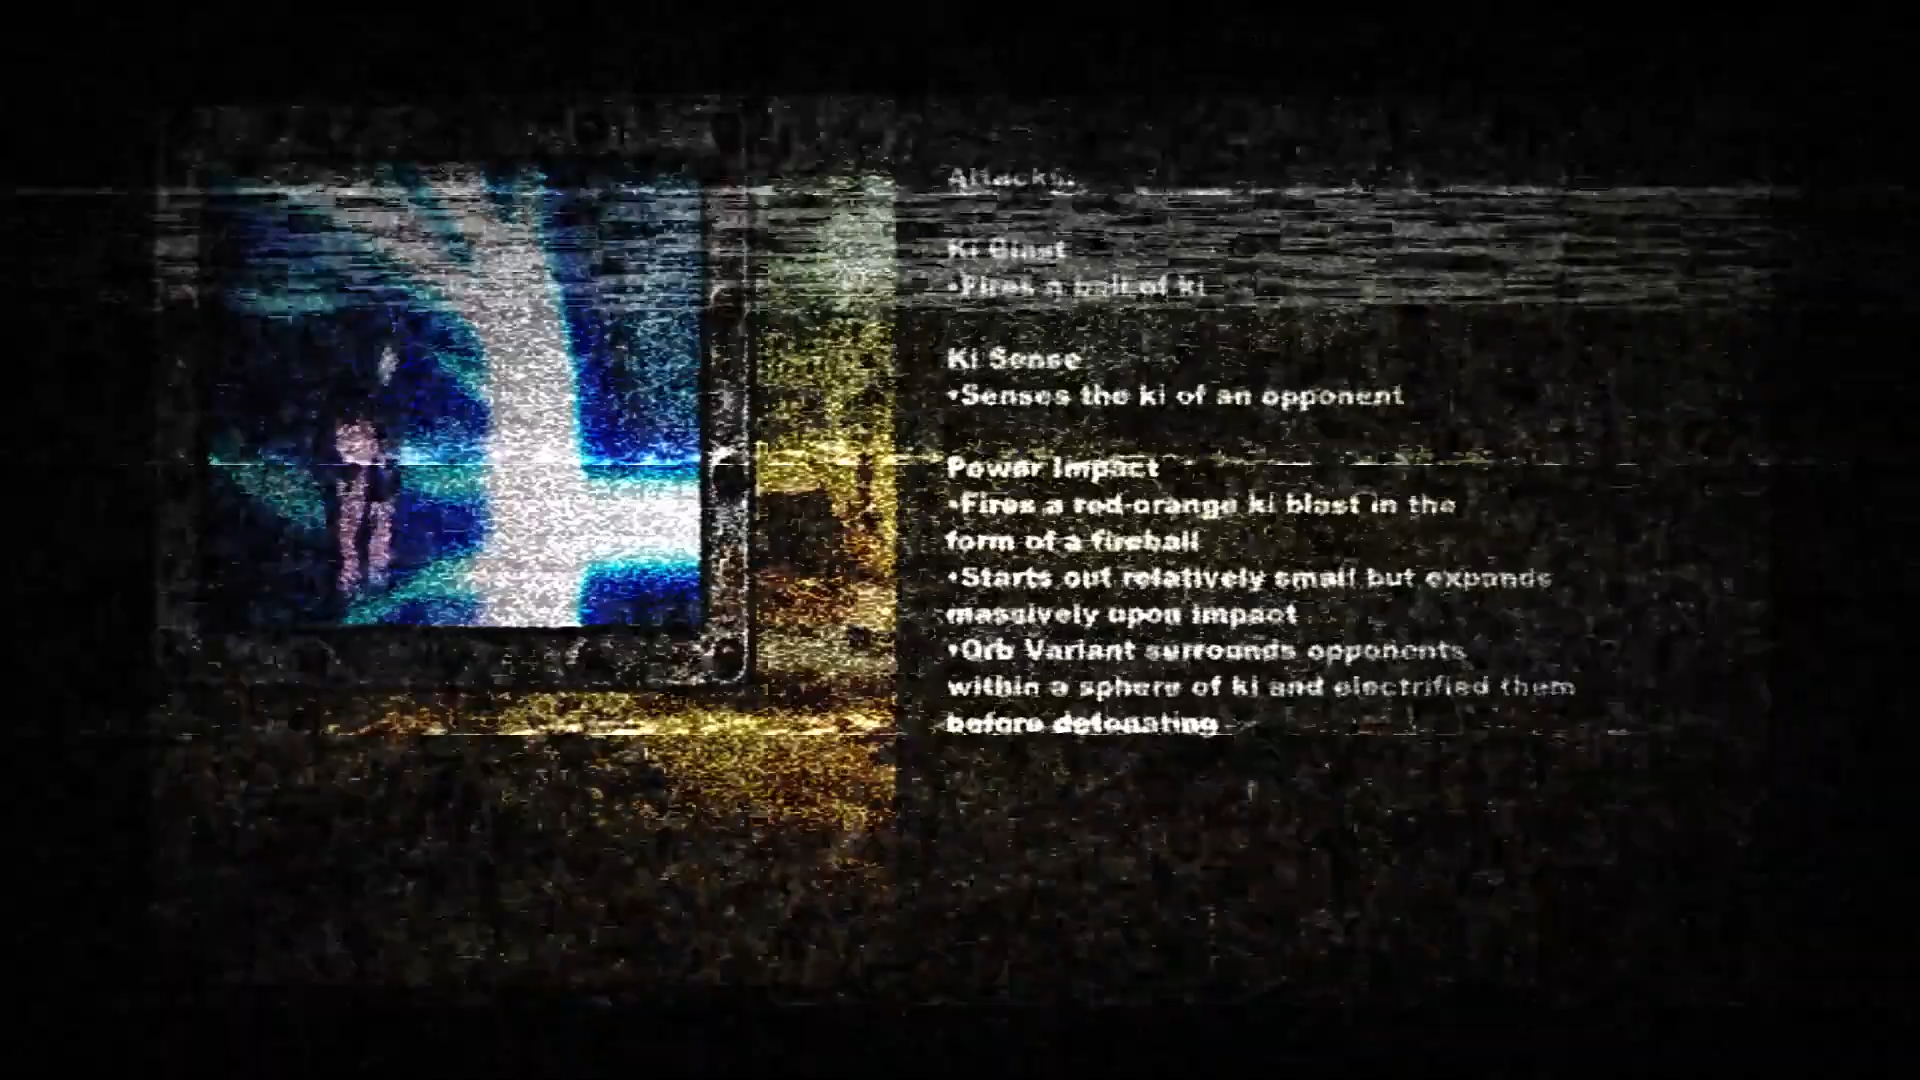 Attacks:
Ki Blast
•Fires a ball of ki
Ki Sense
•Senses the ki of an opponent
Power Impact
•Fires a red-orange ki blast in the
form of a fireball
•Starts out relatively small but expands
massively upon impact
•Orb Variant surrounds opponents
within a sphere of ki and electrified them
before detonating